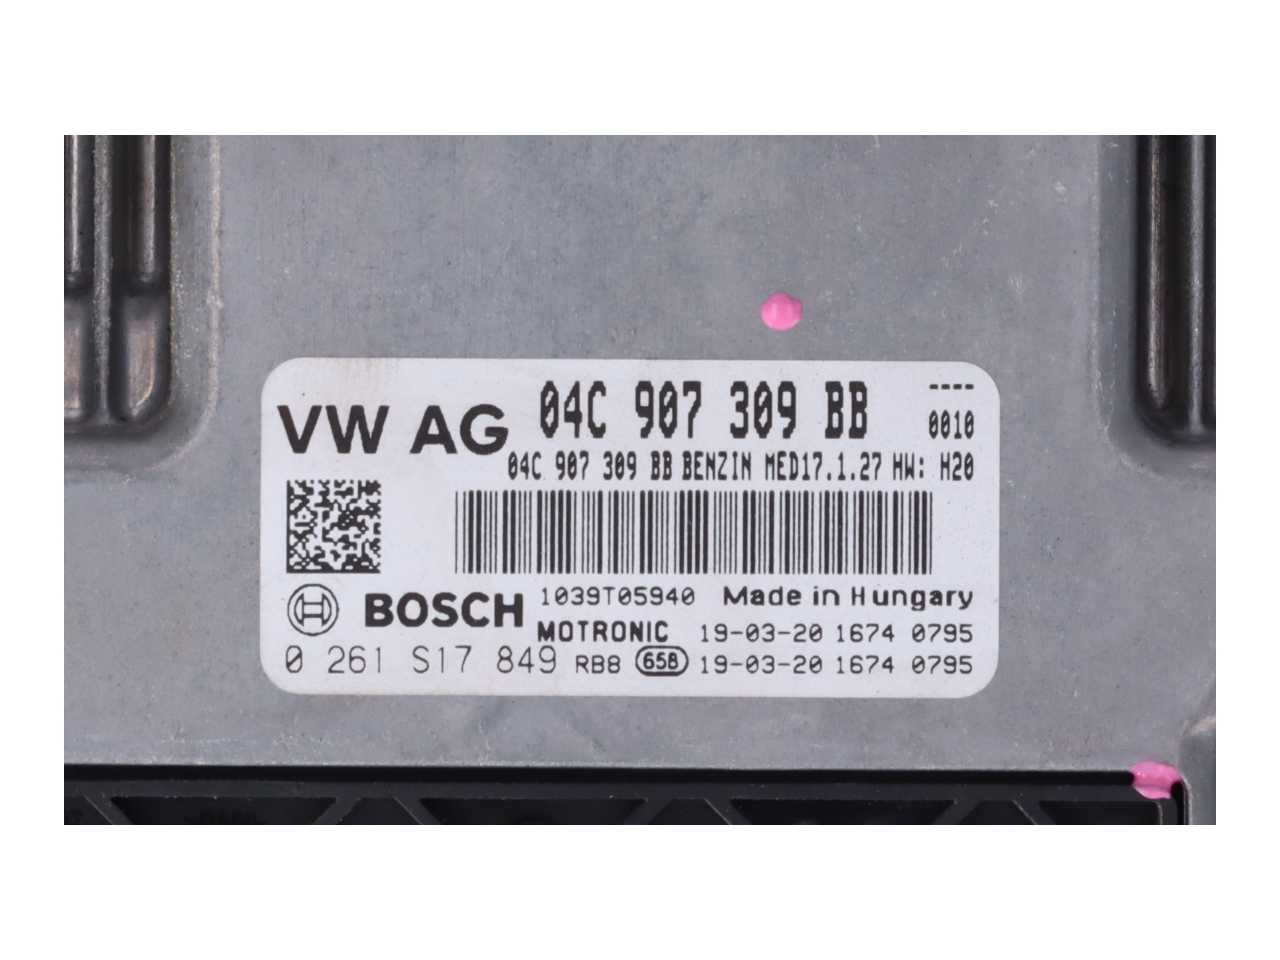 VW AG 04C 907 309 BB ----
0010
04C 907 309 BB BENZIN MED17.1.27 HW: H20
BOSCH 1039T05940 Made in Hungary
MOTRONIC 19-03-20 1674 0795
0 261 S17 849 RB8 658 19-03-20 1674 0795